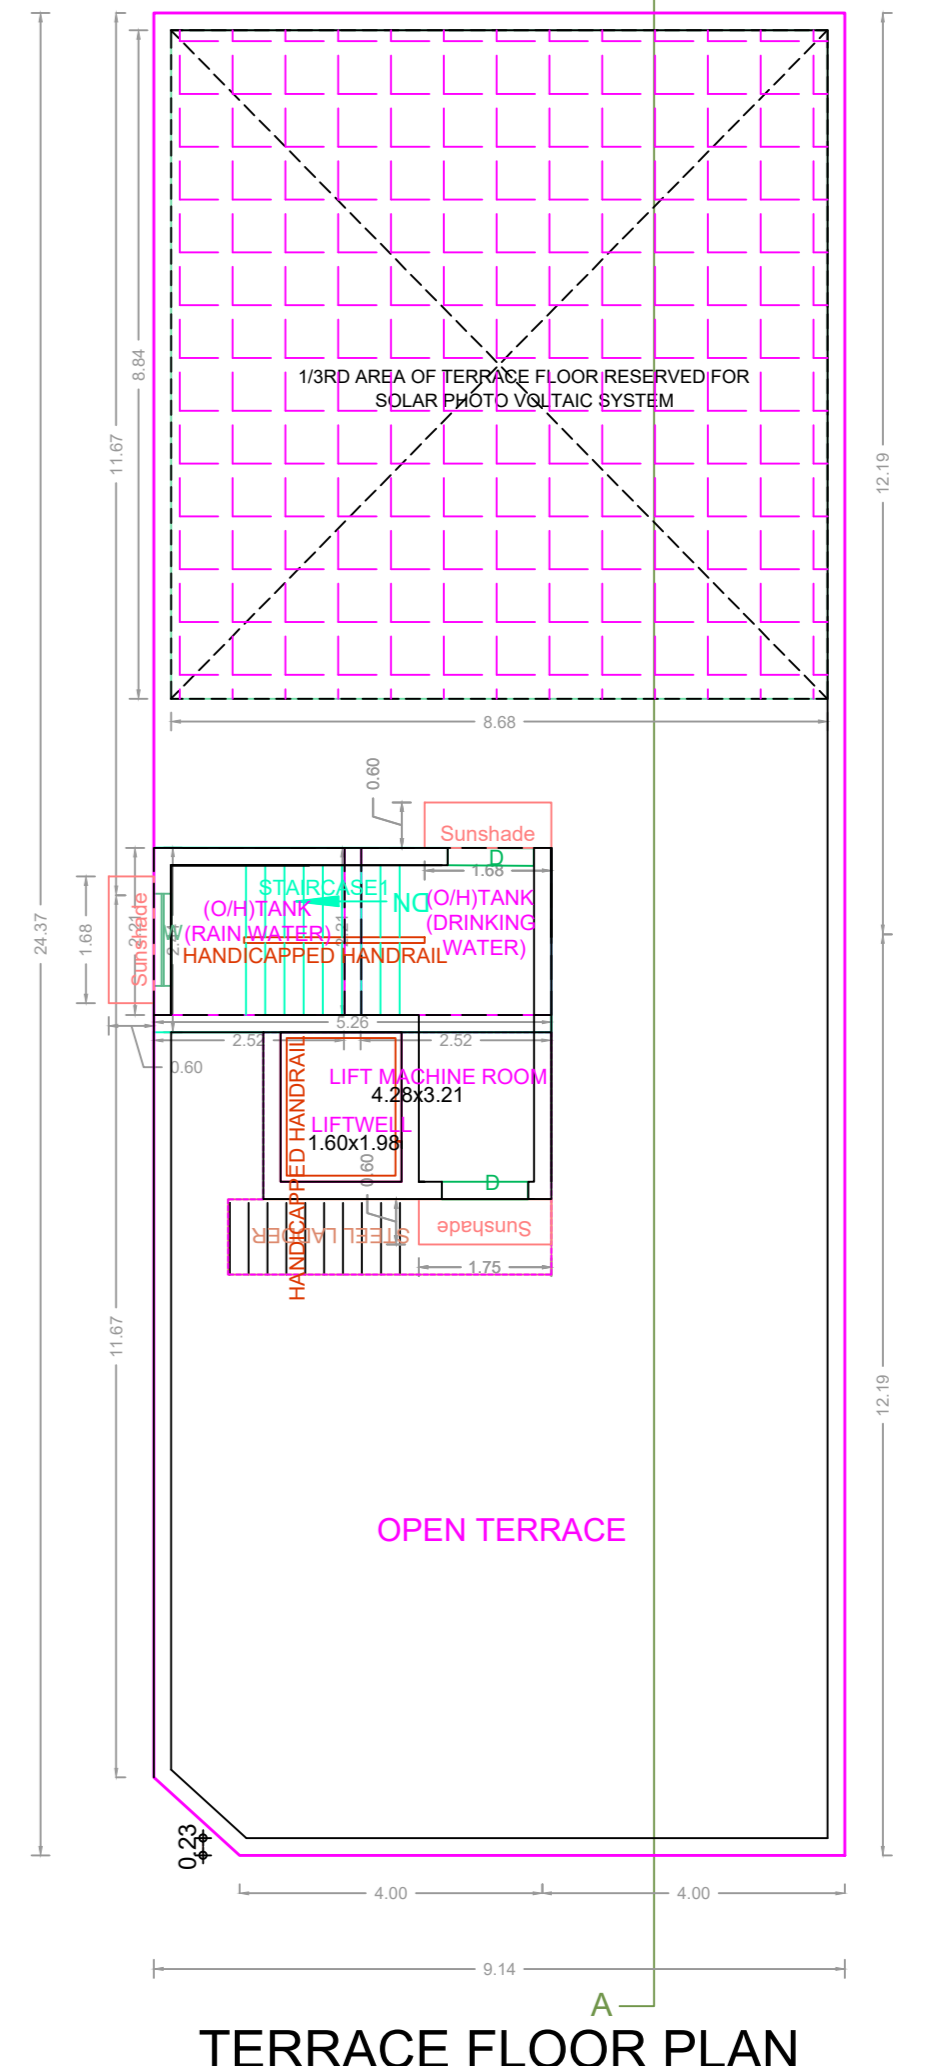 8.84
11.67
12.19
1/3RD AREA OF TERRACE FLOOR RESERVED FOR
SOLAR PHOTO VOLTAIC SYSTEM
8.68
0.60
Sunshade
D
1.68
STAIRCASE1
DN
(O/H)TANK
(RAIN WATER)
(O/H)TANK
(DRINKING
WATER)
HANDICAPPED HANDRAIL
W
Sunshade
1.68
2.21
24.37
5.26
2.52
2.52
0.60
HANDICAPPED HANDRAIL
LIFT MACHINE ROOM
4.28x3.21
LIFTWELL
1.60x1.98
0.60
D
STEEL LADDER
Sunshade
1.75
11.67
12.19
OPEN TERRACE
0.23
4.00
4.00
9.14
A
TERRACE FLOOR PLAN